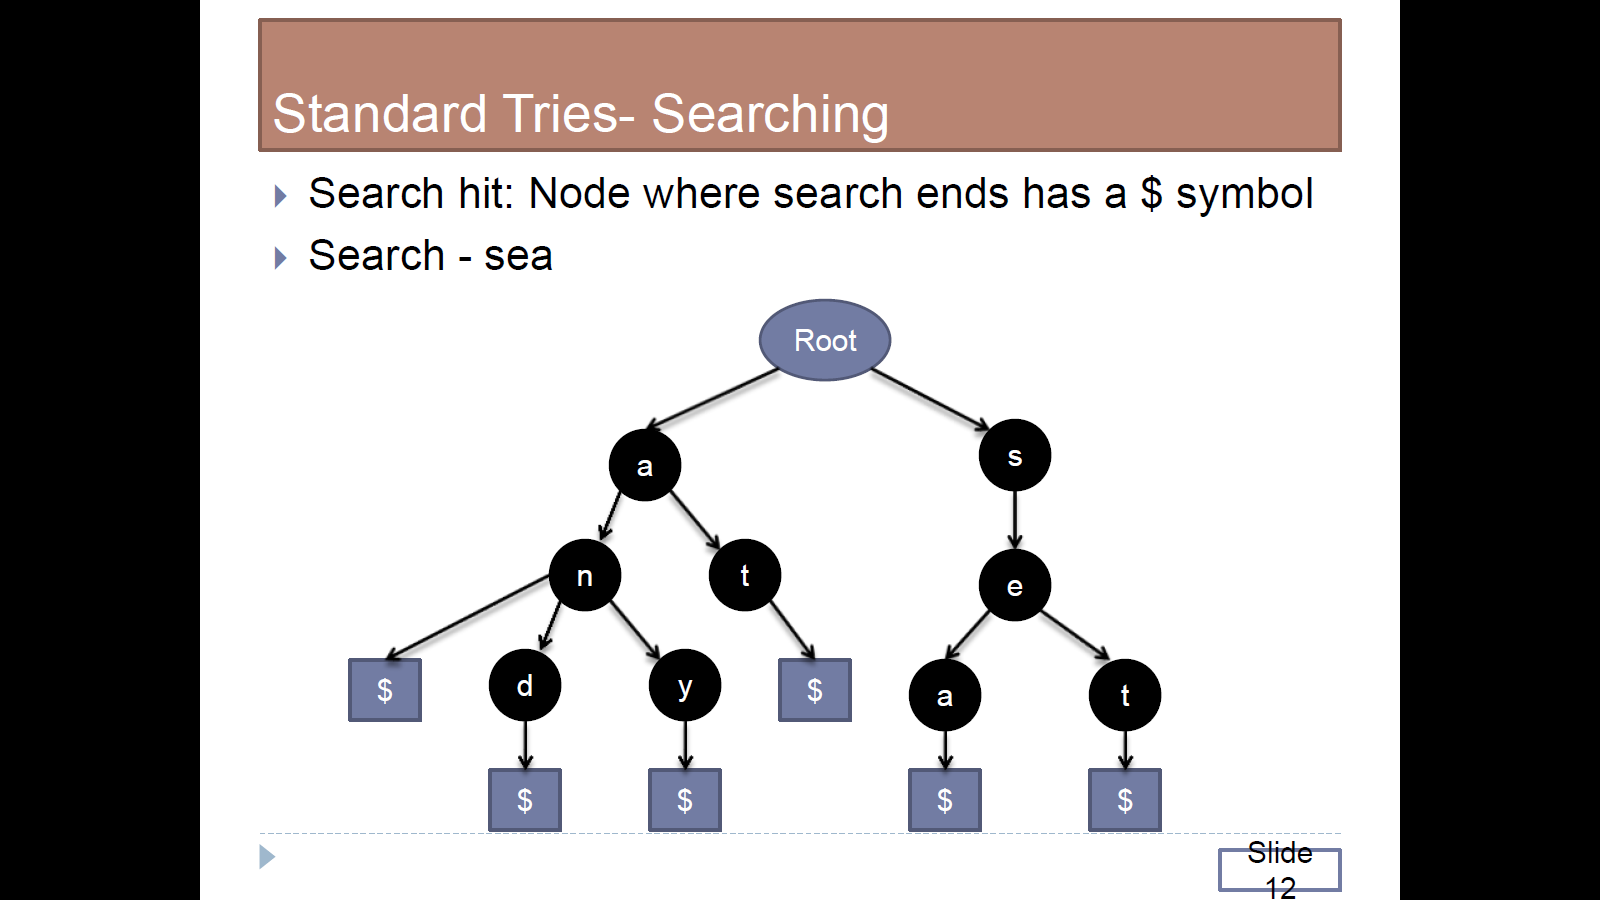 Standard Tries- Searching
Search hit: Node where search ends has a $ symbol
Search - sea
Root
a
s
n
t
e
$
d
y
$
a
t
$
$
$
$
Slide
12